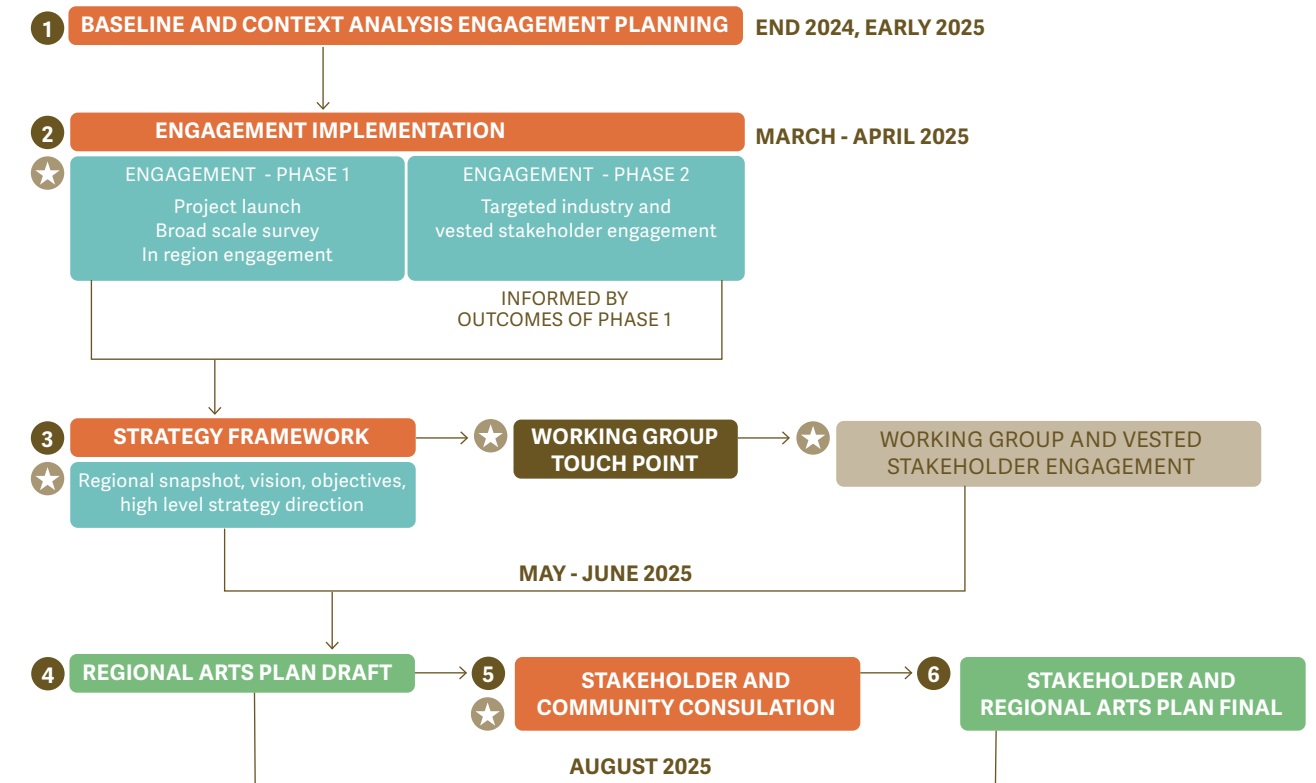 1 BASELINE AND CONTEXT ANALYSIS ENGAGEMENT PLANNING END 2024, EARLY 2025
2 ENGAGEMENT IMPLEMENTATION MARCH - APRIL 2025
ENGAGEMENT - PHASE 1
Project launch
Broad scale survey
In region engagement
ENGAGEMENT - PHASE 2
Targeted industry and
vested stakeholder engagement
INFORMED BY
OUTCOMES OF PHASE 1
3 STRATEGY FRAMEWORK
Regional snapshot, vision, objectives,
high level strategy direction
WORKING GROUP
TOUCH POINT
WORKING GROUP AND VESTED
STAKEHOLDER ENGAGEMENT
MAY - JUNE 2025
4 REGIONAL ARTS PLAN DRAFT
5 STAKEHOLDER AND
COMMUNITY CONSULATION
6 STAKEHOLDER AND
REGIONAL ARTS PLAN FINAL
AUGUST 2025